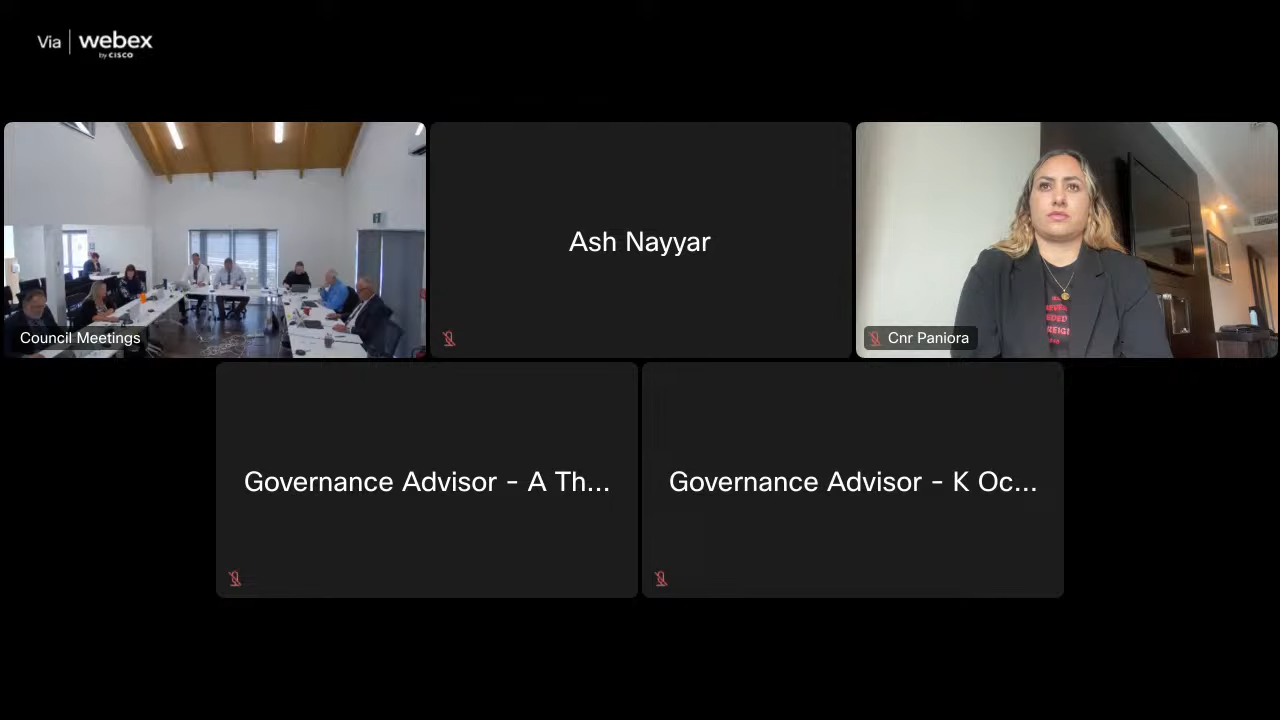 Via webex
by CISCO
Council Meetings
Ash Nayyar
Cnr Paniora
Governance Advisor - A Th...
Governance Advisor - K Oc...